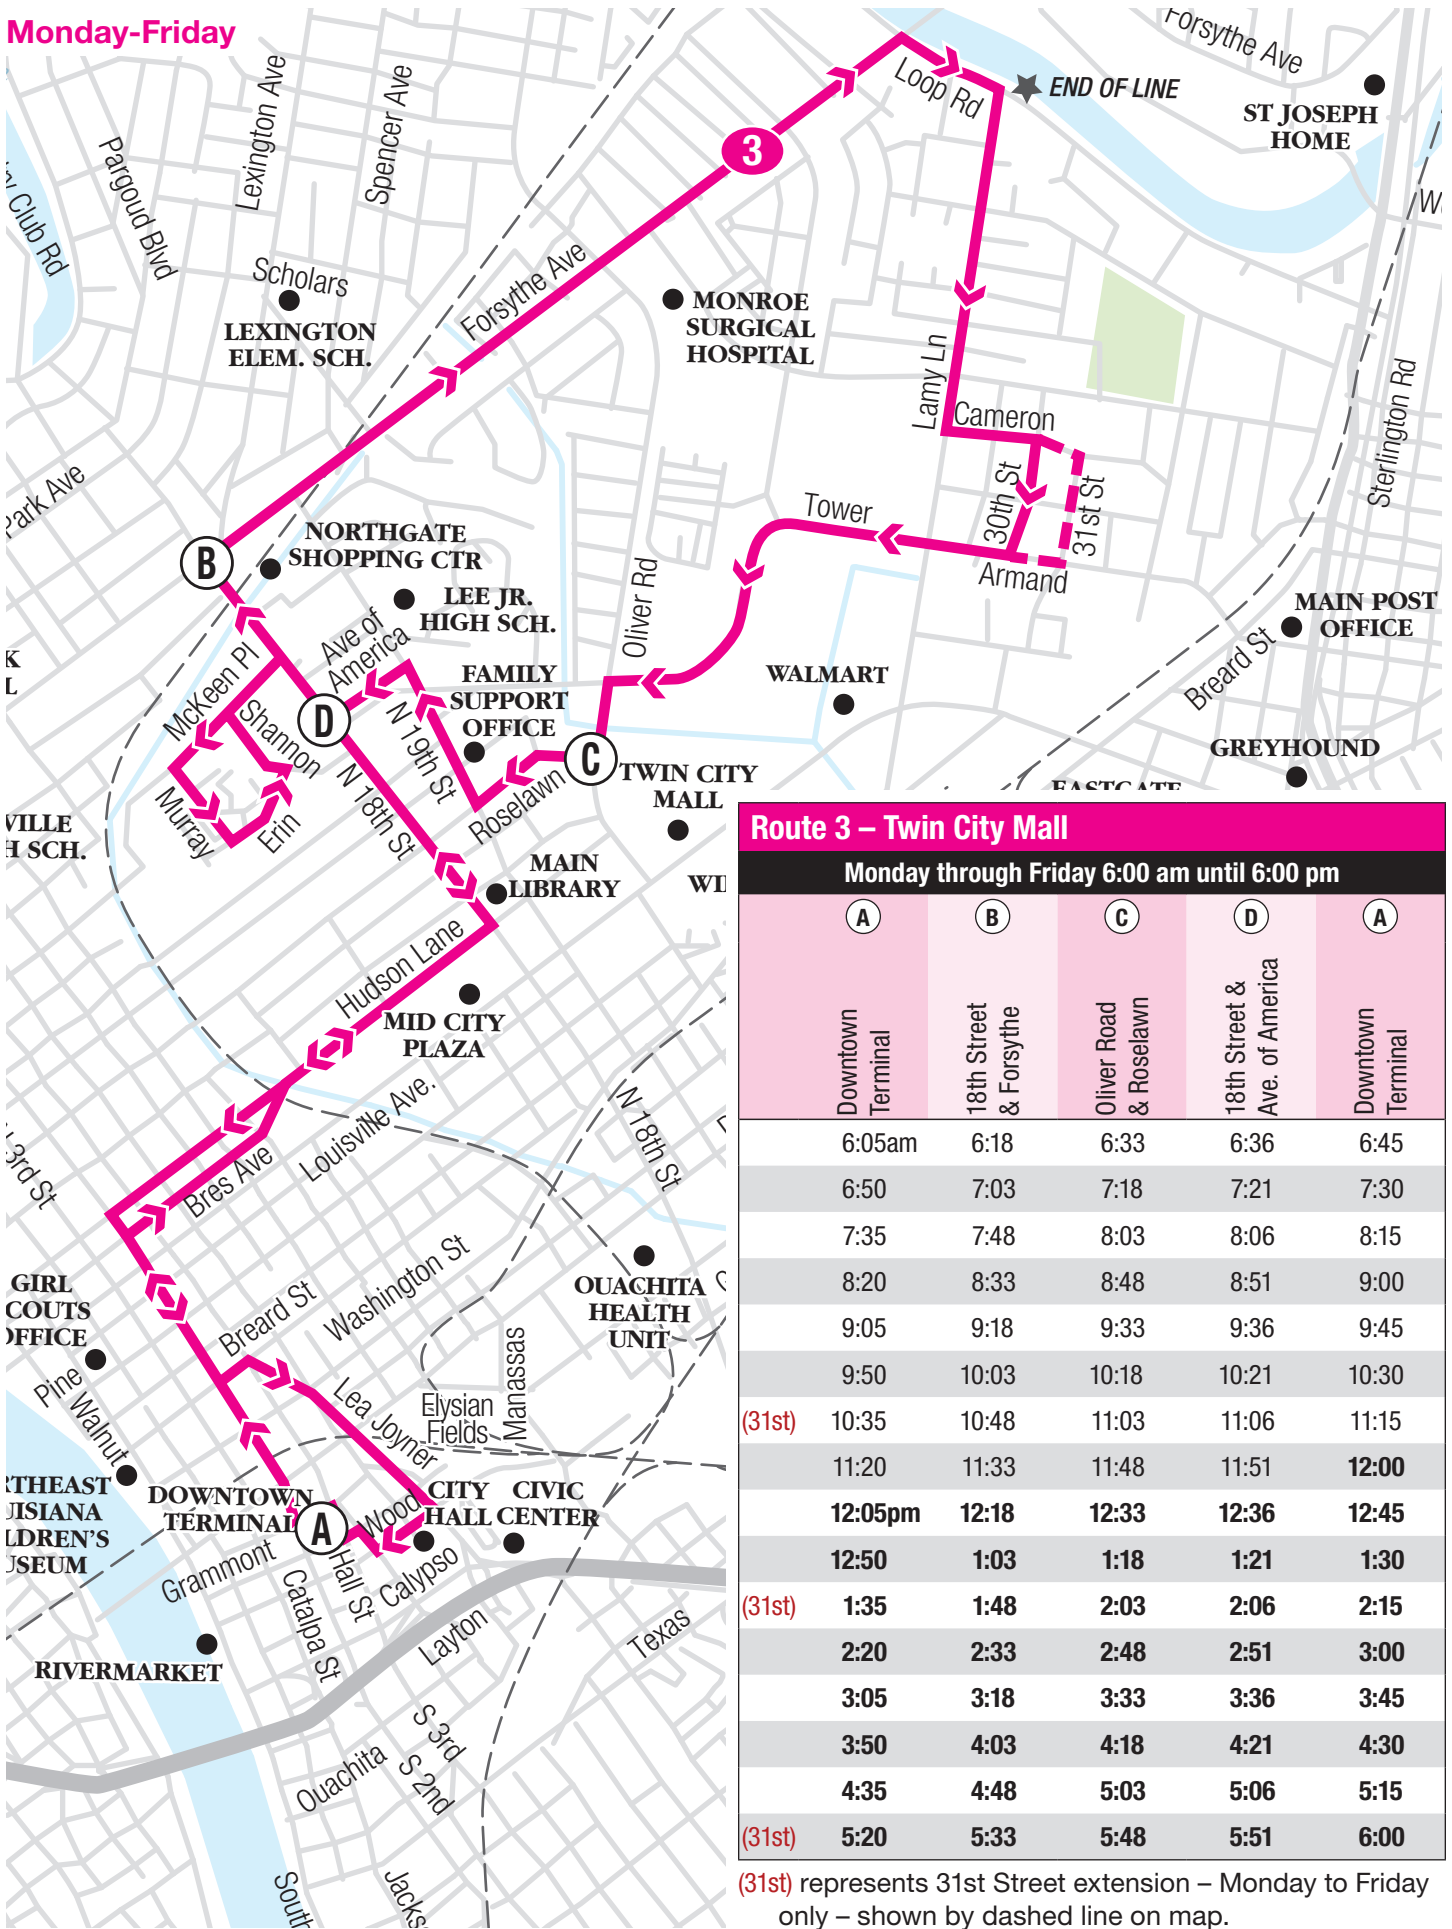 Monday-Friday
Forsythe Ave
Lexington Ave
Spencer Ave
Pargoud Blvd
Club Rd
Loop Rd
END OF LINE
ST JOSEPH
HOME
3
Scholars
LEXINGTON
ELEM. SCH.
Forsythe Ave
MONROE
SURGICAL
HOSPITAL
Lamy Ln
Cameron
Sterlington Rd
Park Ave
30th St
31st St
Tower
Armand
NORTHGATE
SHOPPING CTR
B
LEE JR.
HIGH SCH.
Oliver Rd
MAIN POST
OFFICE
Breard St
Ave of
America
McKeen Pl
Shannon
FAMILY
SUPPORT
OFFICE
WALMART
D
N 19th St
C
GREYHOUND
TWIN CITY
MALL
EASTGATE
Murray
Erin
N 18th St
Roselawn
VILLE
H SCH.
MAIN
LIBRARY
WI
Hudson Lane
MID CITY
PLAZA
Louisville Ave.
N 18th St
3rd St
Bres Ave
Washington St
Breard St
OUACHITA
HEALTH
UNIT
GIRL
COUTS
OFFICE
Pine
Walnut
Lea Joyner
Elysian
Fields
Manassas
RTHEAST
UISIANA
LDREN'S
USEUM
DOWNTOWN
TERMINAL
A
Wood
CITY
HALL
CIVIC
CENTER
Grammont
Catalpa St
Hall St
Calypso
Layton
Texas
RIVERMARKET
S 3rd
S 2nd
Ouachita
South
Jacks
Route 3 – Twin City Mall
Monday through Friday 6:00 am until 6:00 pm
A B C D A
Downtown
Terminal
18th Street
& Forsythe
Oliver Road
& Roselawn
18th Street &
Ave. of America
Downtown
Terminal
6:05am 6:18 6:33 6:36 6:45
6:50 7:03 7:18 7:21 7:30
7:35 7:48 8:03 8:06 8:15
8:20 8:33 8:48 8:51 9:00
9:05 9:18 9:33 9:36 9:45
9:50 10:03 10:18 10:21 10:30
(31st) 10:35 10:48 11:03 11:06 11:15
11:20 11:33 11:48 11:51 12:00
12:05pm 12:18 12:33 12:36 12:45
12:50 1:03 1:18 1:21 1:30
(31st) 1:35 1:48 2:03 2:06 2:15
2:20 2:33 2:48 2:51 3:00
3:05 3:18 3:33 3:36 3:45
3:50 4:03 4:18 4:21 4:30
4:35 4:48 5:03 5:06 5:15
(31st) 5:20 5:33 5:48 5:51 6:00
(31st) represents 31st Street extension – Monday to Friday
only – shown by dashed line on map.